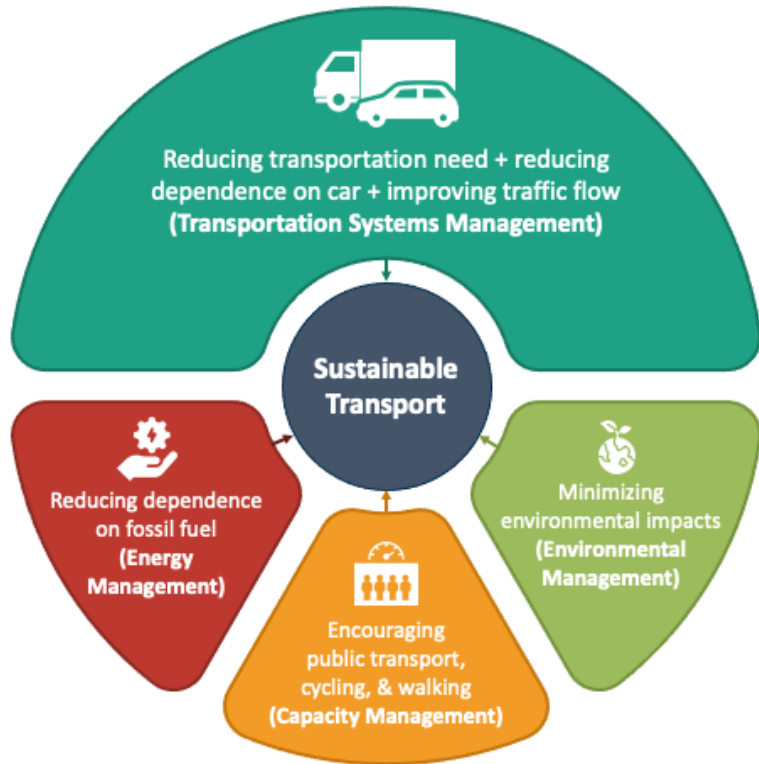 Reducing transportation need + reducing
dependence on car + improving traffic flow
(Transportation Systems Management)
Sustainable
Transport
Reducing dependence
on fossil fuel
(Energy
Management)
Minimizing
environmental impacts
(Environmental
Management)
Encouraging
public transport,
cycling, & walking
(Capacity Management)